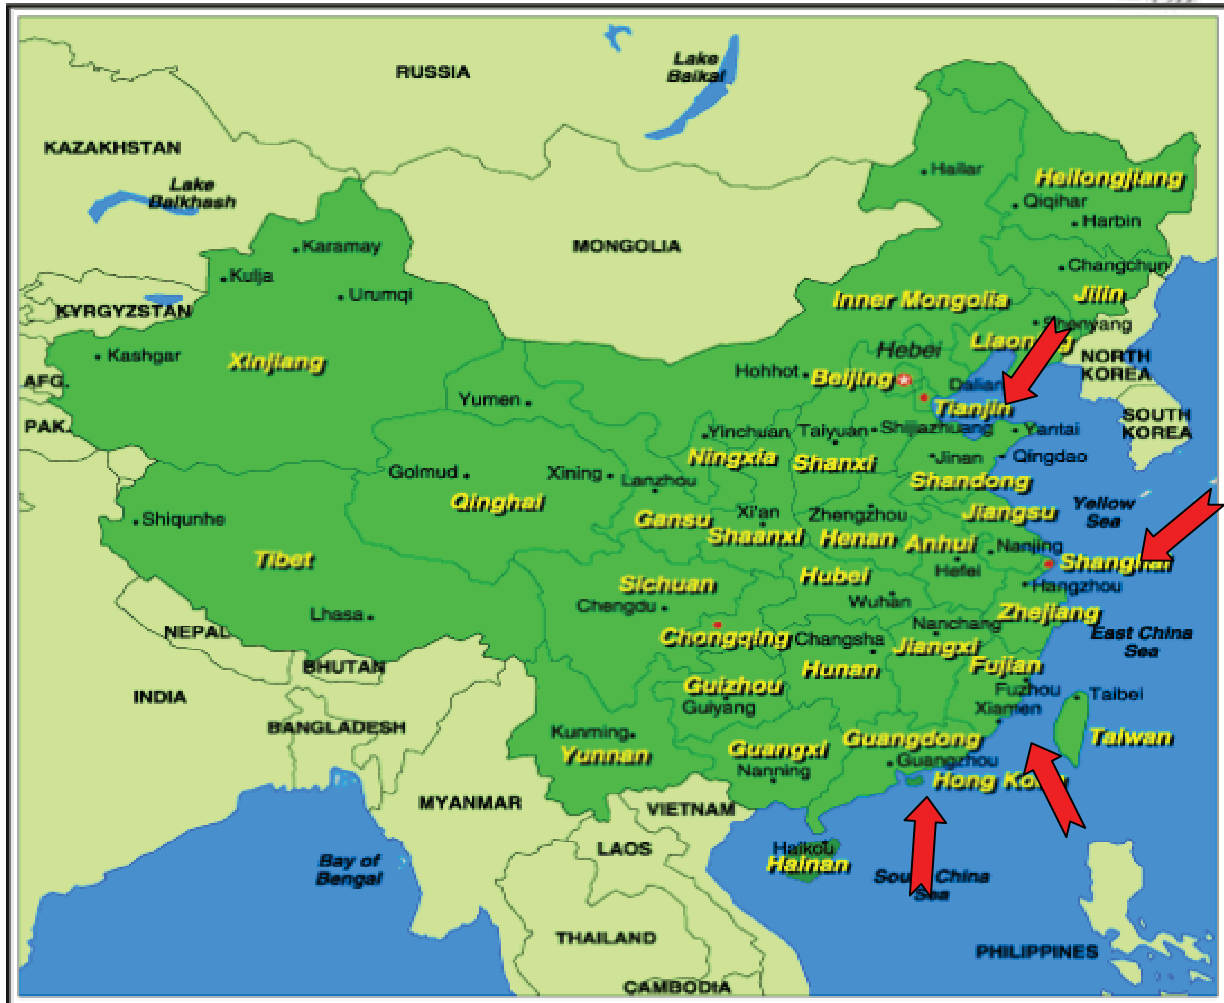 Lake
Baikal
RUSSIA
KAZAKHSTAN
Lake
Balkhash
Hailar
Heilongjiang
Qiqihar
Harbin
Karamay
MONGOLIA
Kulja
Changchun
Urumqi
Inner Mongolia
Jilin
KYRGYZSTAN
Shenyang
Kashgar
Xinjiang
Hebei
NORTH
KOREA
AFG.
Hohhot
Beijing
Dalian
Yumen
Tianjin
PAK.
Yinchuan
Taiyuan
Shijiazhuang
Yantai
SOUTH
KOREA
Ningxia
Shanxi
Jinan
Qingdao
Golmud
Xining
Lanzhou
Shandong
Qinghai
Xi'an
Zhengzhou
Jiangsu
Yellow
Sea
Shiqunhe
Gansu
Shaanxi
Henan
Anhui
Nanjing
Tibet
Hefei
Shanghai
Sichuan
Hubei
Hangzhou
Chengdu
Wuhan
Zhejiang
Lhasa
NEPAL
Nanchang
East China
Sea
Chongqing
Changsha
Jiangxi
BHUTAN
Hunan
Fujian
INDIA
Guizhou
Fuzhou
Taibei
Guiyang
Xiamen
BANGLADESH
Kunming
Yunnan
Guangxi
Guangdong
Taiwan
Nanning
Guangzhou
Hong Kong
MYANMAR
VIETNAM
LAOS
Haikou
Hainan
Bay of
Bengal
South China
Sea
THAILAND
PHILIPPINES
CAMBODIA